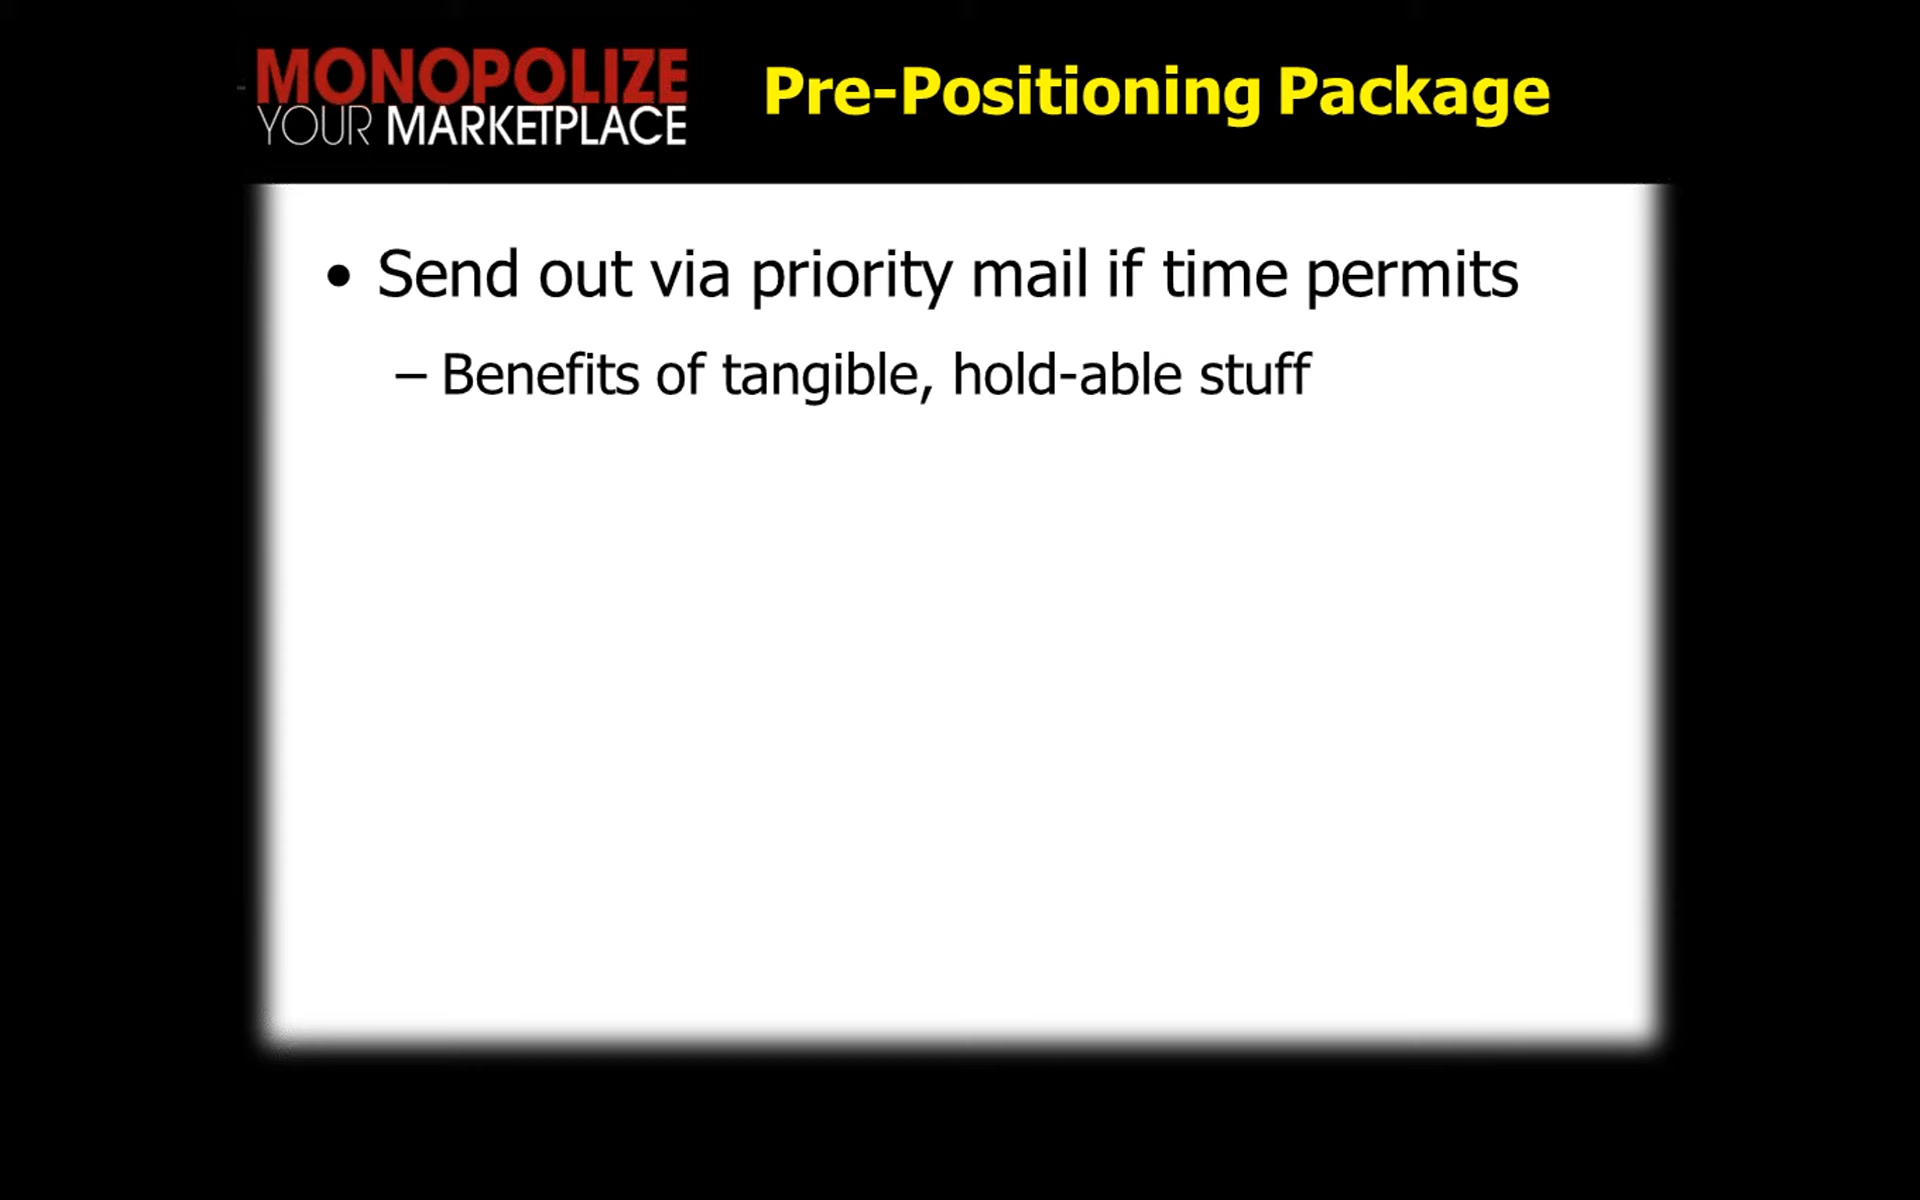 MONOPOLIZE
YOUR MARKETPLACE
Pre-Positioning Package
• Send out via priority mail if time permits
– Benefits of tangible, hold-able stuff